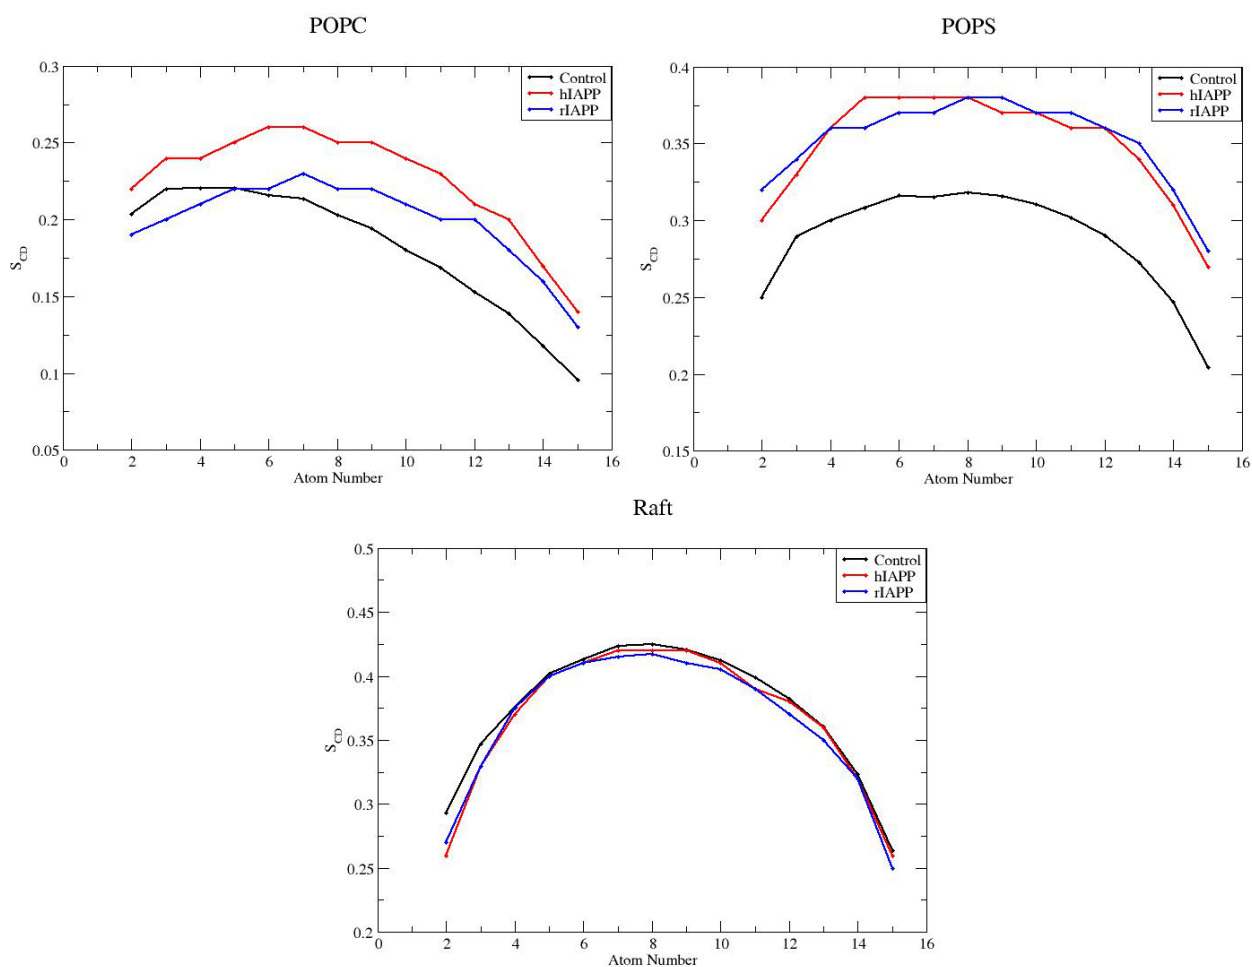 POPC
0.3
0.25
0.2
0.15
0.1
0.05
S_CD
0 2 4 6 8 10 12 14 16
Atom Number
Control
hIAPP
rIAPP
POPS
0.4
0.35
0.3
0.25
0.2
0.15
S_CD
0 2 4 6 8 10 12 14 16
Atom Number
Control
hIAPP
rIAPP
Raft
0.5
0.45
0.4
0.35
0.3
0.25
0.2
S_CD
0 2 4 6 8 10 12 14 16
Atom Number
Control
hIAPP
rIAPP